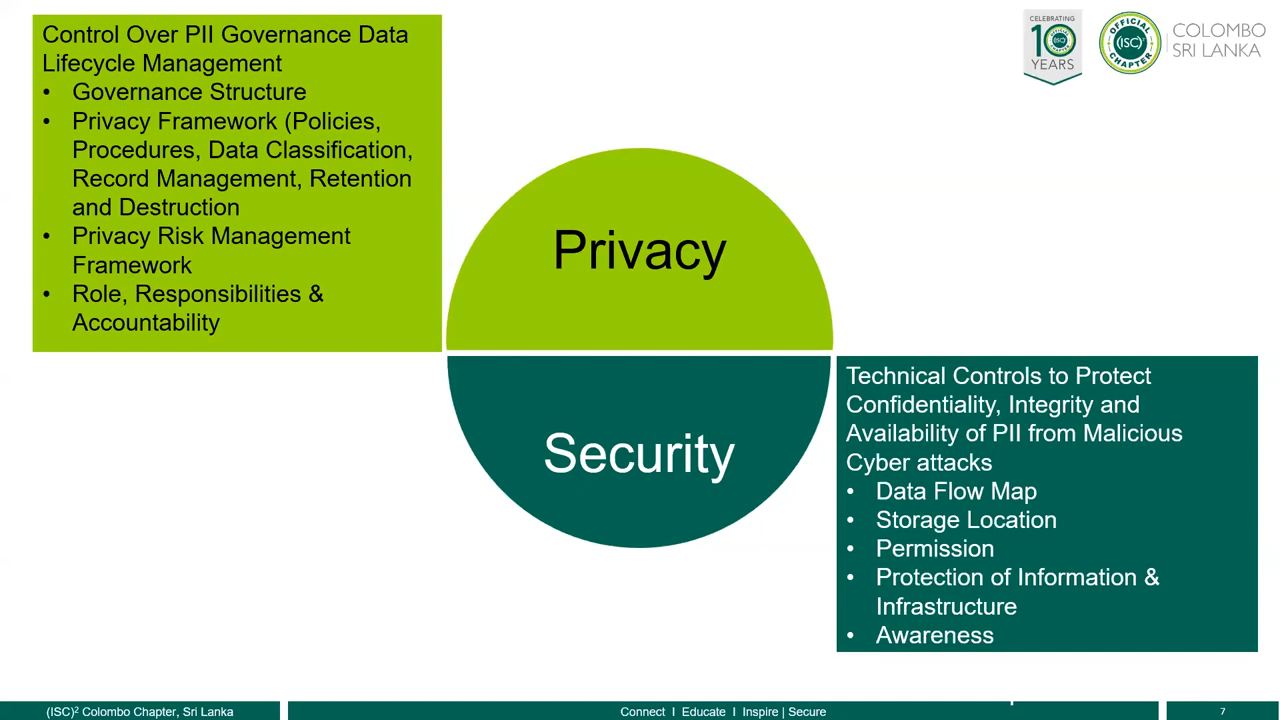 Control Over PII Governance Data
Lifecycle Management
• Governance Structure
• Privacy Framework (Policies,
Procedures, Data Classification,
Record Management, Retention
and Destruction
• Privacy Risk Management
Framework
• Role, Responsibilities &
Accountability
CELEBRATING
10
YEARS
OFFICIAL
(ISC)²
CHAPTER
COLOMBO
SRI LANKA
Privacy
Security
Technical Controls to Protect
Confidentiality, Integrity and
Availability of PII from Malicious
Cyber attacks
• Data Flow Map
• Storage Location
• Permission
• Protection of Information &
Infrastructure
• Awareness
(ISC)² Colombo Chapter, Sri Lanka
Connect I Educate I Inspire | Secure
7